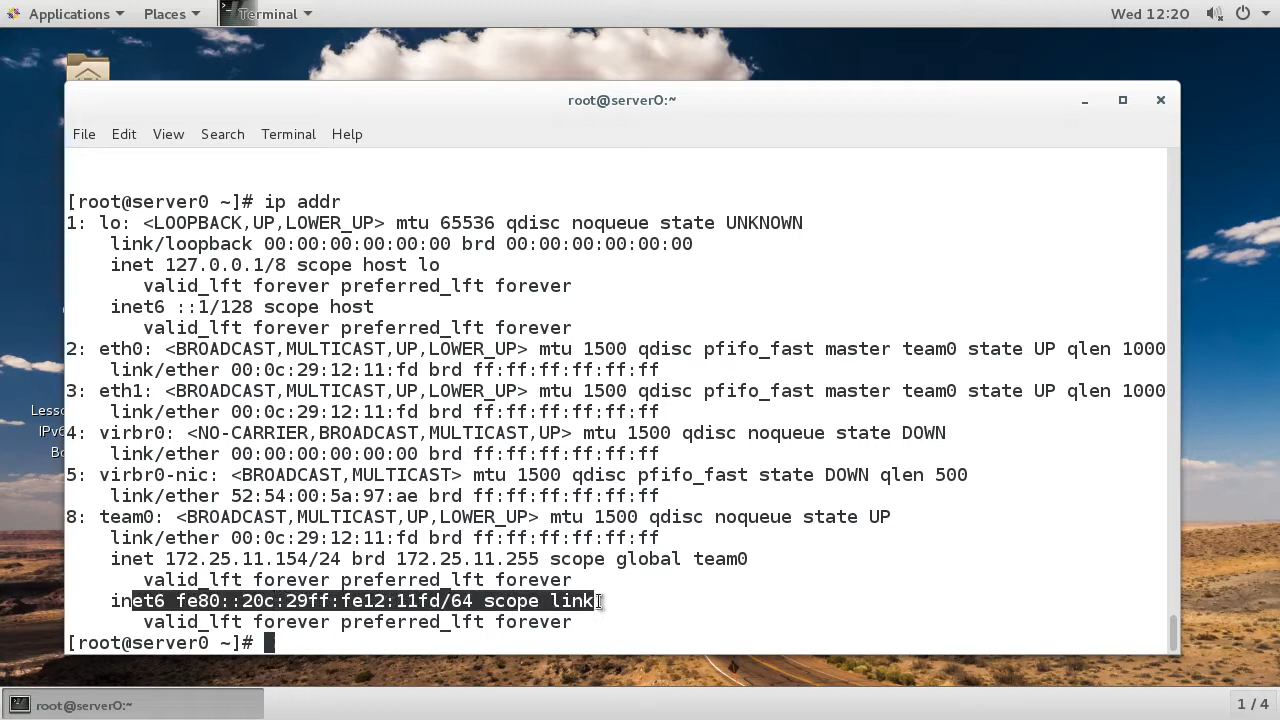 Applications Places Terminal Wed 12:20
root@server0:~
File Edit View Search Terminal Help
[root@server0 ~]# ip addr
1: lo: <LOOPBACK,UP,LOWER_UP> mtu 65536 qdisc noqueue state UNKNOWN
link/loopback 00:00:00:00:00:00 brd 00:00:00:00:00:00
inet 127.0.0.1/8 scope host lo
valid_lft forever preferred_lft forever
inet6 ::1/128 scope host
valid_lft forever preferred_lft forever
2: eth0: <BROADCAST,MULTICAST,UP,LOWER_UP> mtu 1500 qdisc pfifo_fast master team0 state UP qlen 1000
link/ether 00:0c:29:12:11:fd brd ff:ff:ff:ff:ff:ff
3: eth1: <BROADCAST,MULTICAST,UP,LOWER_UP> mtu 1500 qdisc pfifo_fast master team0 state UP qlen 1000
link/ether 00:0c:29:12:11:fd brd ff:ff:ff:ff:ff:ff
4: virbr0: <NO-CARRIER,BROADCAST,MULTICAST,UP> mtu 1500 qdisc noqueue state DOWN
link/ether 00:00:00:00:00:00 brd ff:ff:ff:ff:ff:ff
5: virbr0-nic: <BROADCAST,MULTICAST> mtu 1500 qdisc pfifo_fast state DOWN qlen 500
link/ether 52:54:00:5a:97:ae brd ff:ff:ff:ff:ff:ff
8: team0: <BROADCAST,MULTICAST,UP,LOWER_UP> mtu 1500 qdisc noqueue state UP
link/ether 00:0c:29:12:11:fd brd ff:ff:ff:ff:ff:ff
inet 172.25.11.154/24 brd 172.25.11.255 scope global team0
valid_lft forever preferred_lft forever
inet6 fe80::20c:29ff:fe12:11fd/64 scope link
valid_lft forever preferred_lft forever
[root@server0 ~]#
root@server0:~ 1 / 4